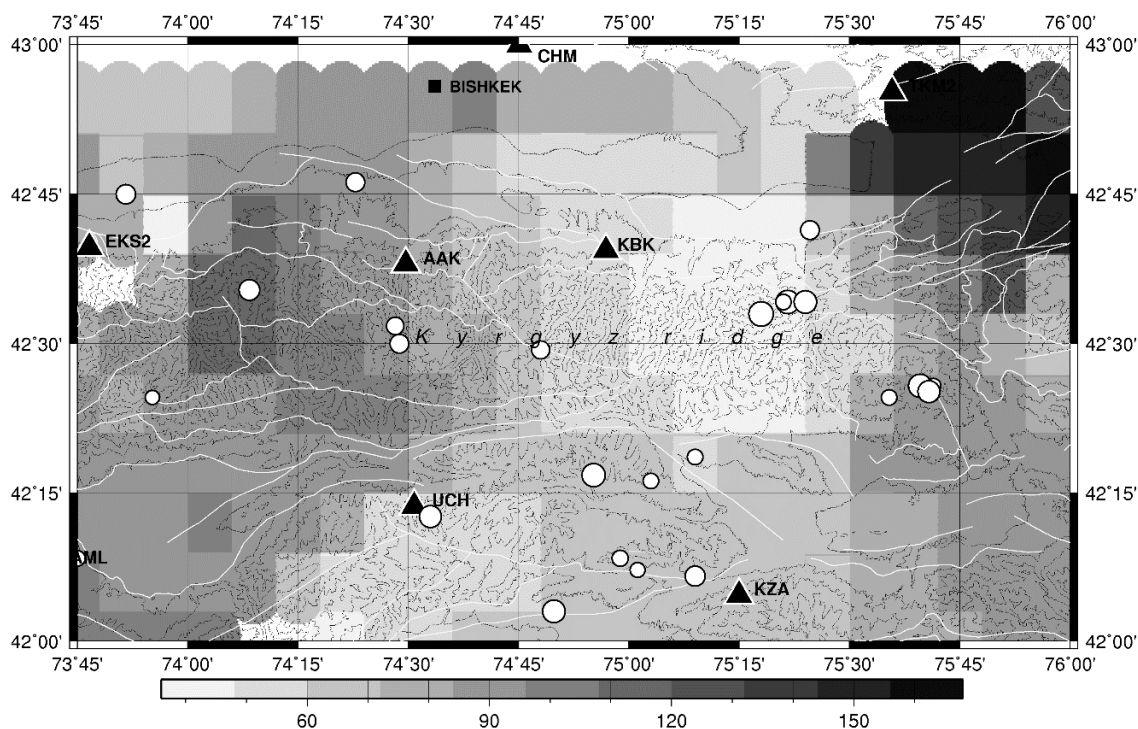 73˚45' 74˚00' 74˚15' 74˚30' 74˚45' 75˚00' 75˚15' 75˚30' 75˚45' 76˚00'
43˚00' 43˚00'
CHM
BISHKEK
TKM2
42˚45' 42˚45'
EKS2
KBK
AAK
42˚30' Kyrgyz ridge 42˚30'
42˚15' 42˚15'
UCH
ML
KZA
42˚00' 42˚00'
73˚45' 74˚00' 74˚15' 74˚30' 74˚45' 75˚00' 75˚15' 75˚30' 75˚45' 76˚00'
60 90 120 150